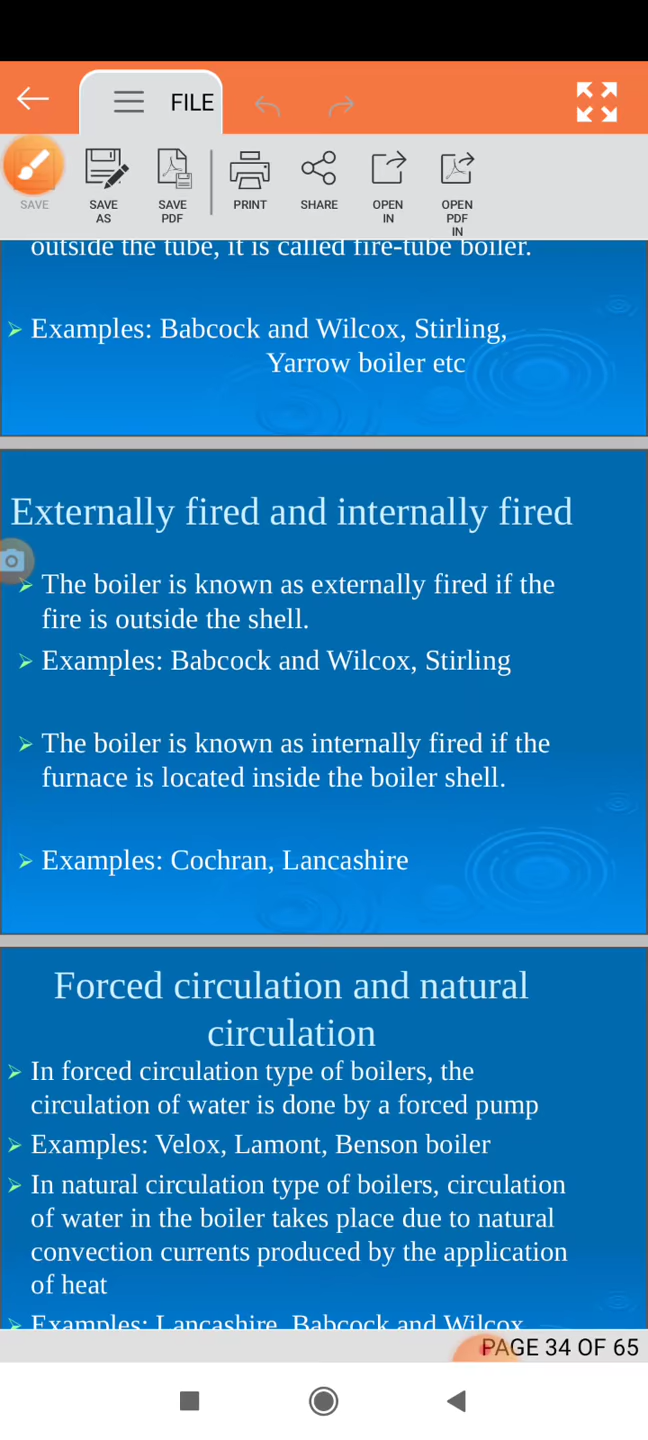 FILE
SAVE
SAVE
AS
SAVE
PDF
PRINT
SHARE
OPEN
IN
OPEN
PDF
IN
outside the tube, it is called fire-tube boiler.
Examples: Babcock and Wilcox, Stirling,
Yarrow boiler etc
Externally fired and internally fired
The boiler is known as externally fired if the
fire is outside the shell.
Examples: Babcock and Wilcox, Stirling
The boiler is known as internally fired if the
furnace is located inside the boiler shell.
Examples: Cochran, Lancashire
Forced circulation and natural
circulation
In forced circulation type of boilers, the
circulation of water is done by a forced pump
Examples: Velox, Lamont, Benson boiler
In natural circulation type of boilers, circulation
of water in the boiler takes place due to natural
convection currents produced by the application
of heat
Examples: Lancashire, Babcock and Wilcox
PAGE 34 OF 65